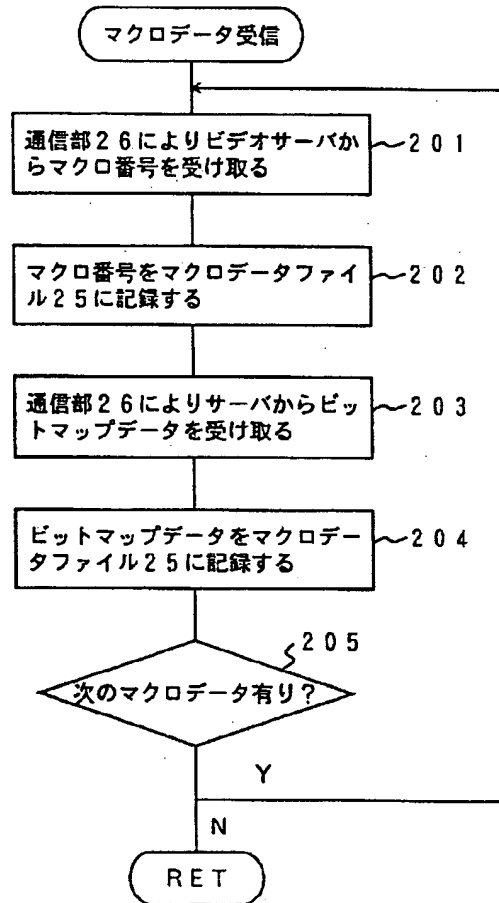 マクロデータ受信
通信部26によりビデオサーバか
らマクロ番号を受け取る
201
マクロ番号をマクロデータファイ
ル25に記録する
202
通信部26によりサーバからビッ
トマップデータを受け取る
203
ビットマップデータをマクロデー
タファイル25に記録する
204
205
次のマクロデータ有り?
Y
N
RET